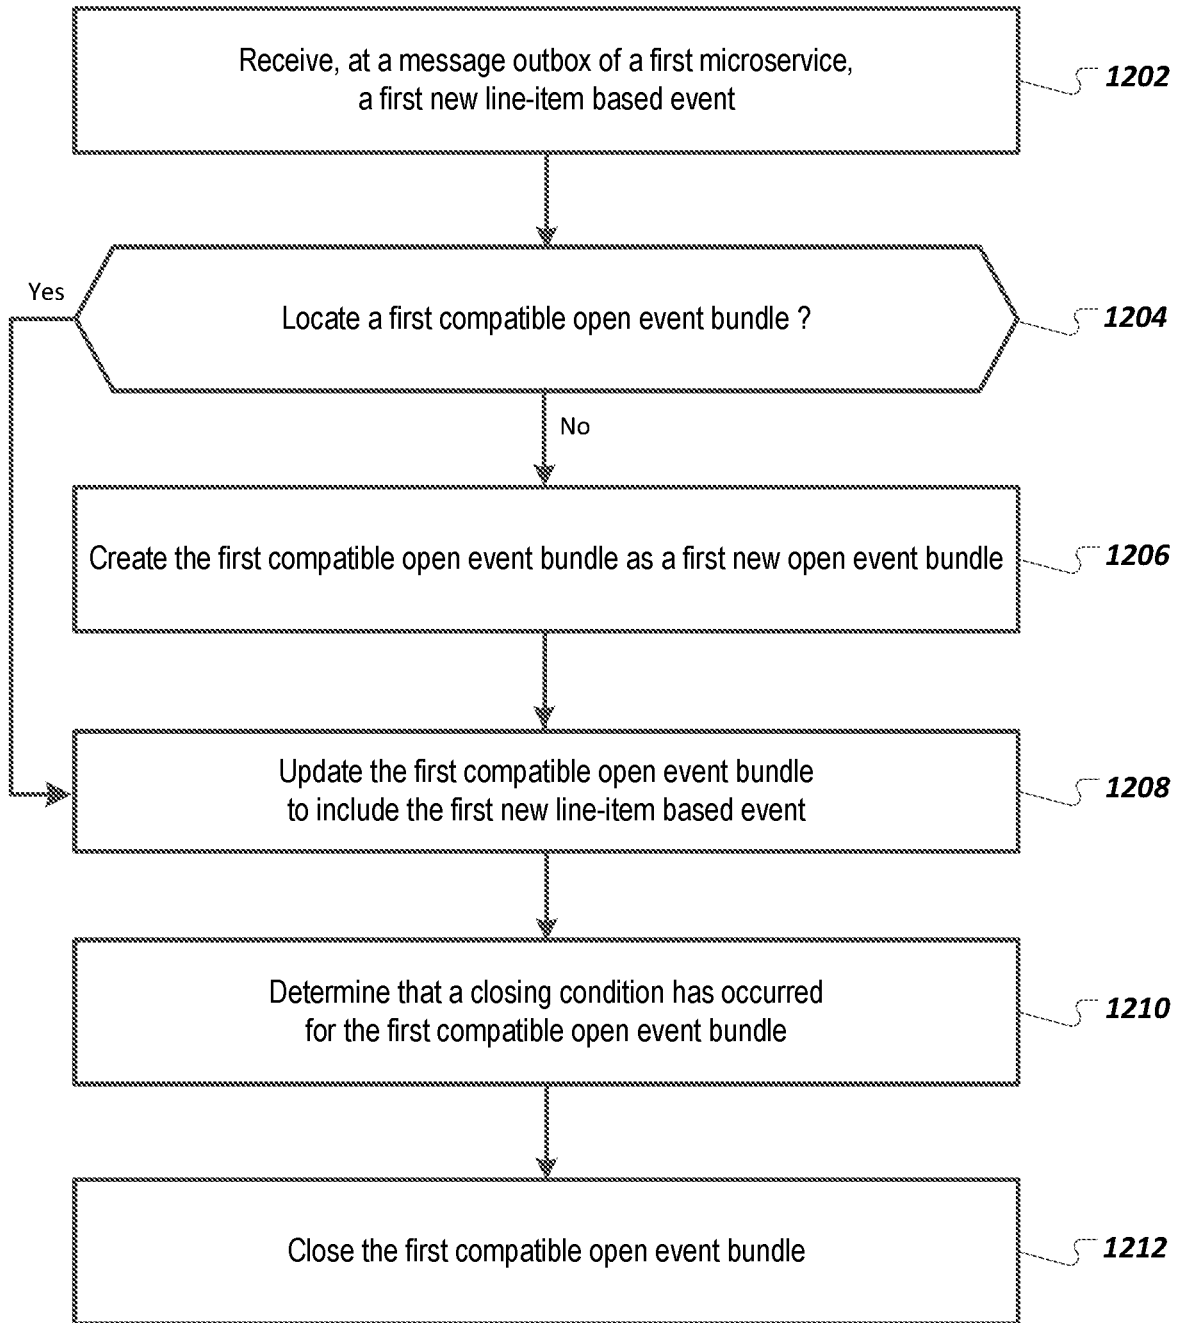 Receive, at a message outbox of a first microservice,
a first new line-item based event
1202
Yes
Locate a first compatible open event bundle ?
1204
No
Create the first compatible open event bundle as a first new open event bundle
1206
Update the first compatible open event bundle
to include the first new line-item based event
1208
Determine that a closing condition has occurred
for the first compatible open event bundle
1210
Close the first compatible open event bundle
1212